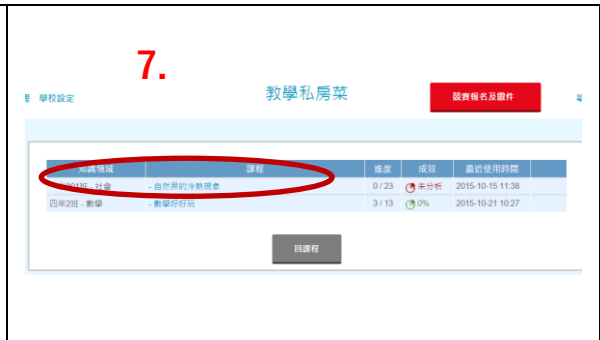 7.
學校設定 教學私房菜 競賽報名及繳件
知識領域 課程 進度 成效 最近使用時間
社會 - 自然界的冷熱現象 0 / 23 未分析 2015-10-15 11:38
四年2班 - 數學 - 數學好好玩 3 / 13 0% 2015-10-21 10:27
回課程